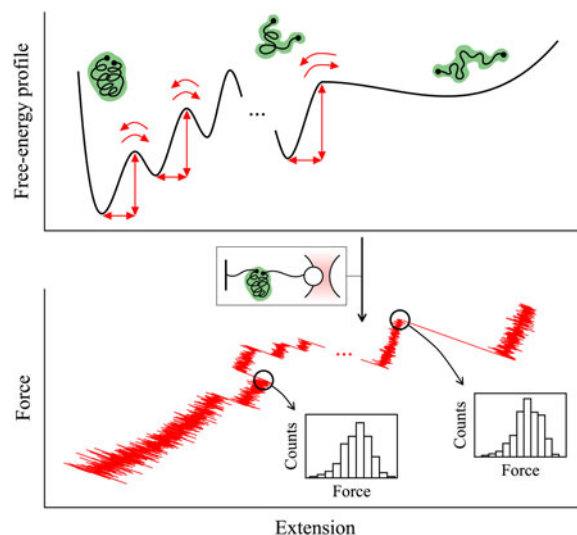 Free-energy profile
...
Force
...
Counts
Force
Counts
Force
Extension